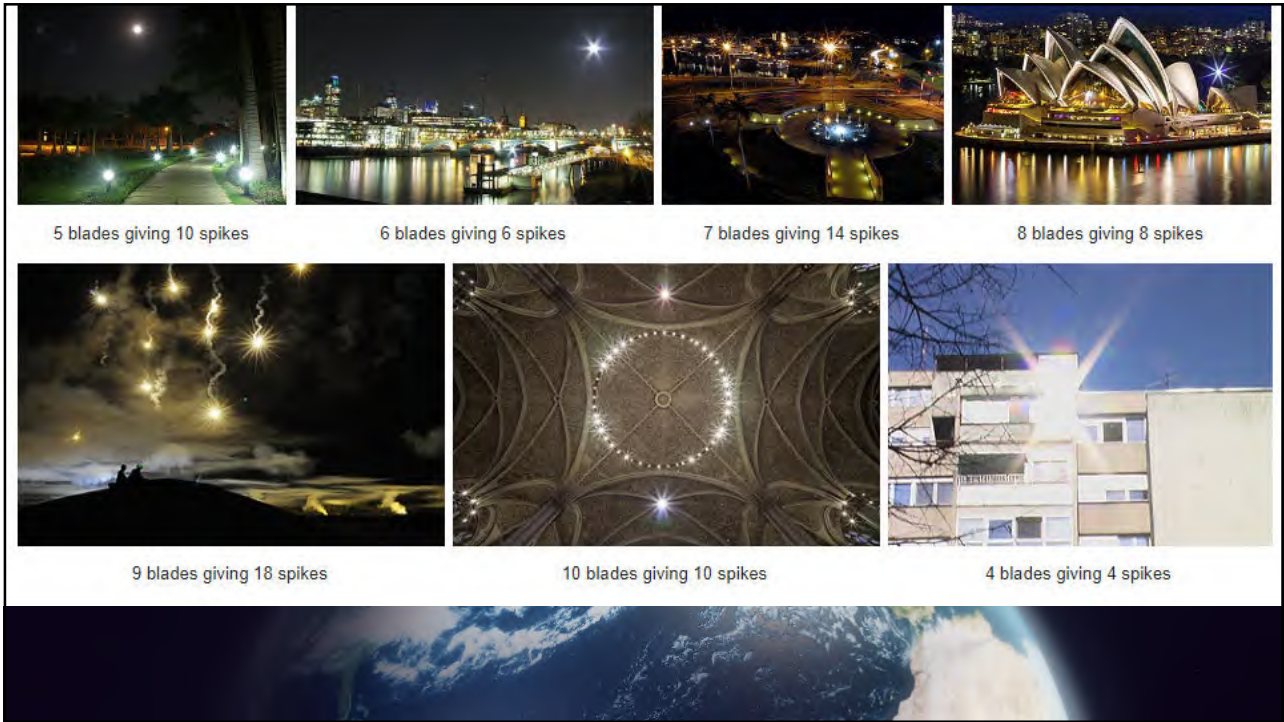 5 blades giving 10 spikes
6 blades giving 6 spikes
7 blades giving 14 spikes
8 blades giving 8 spikes
9 blades giving 18 spikes
10 blades giving 10 spikes
4 blades giving 4 spikes